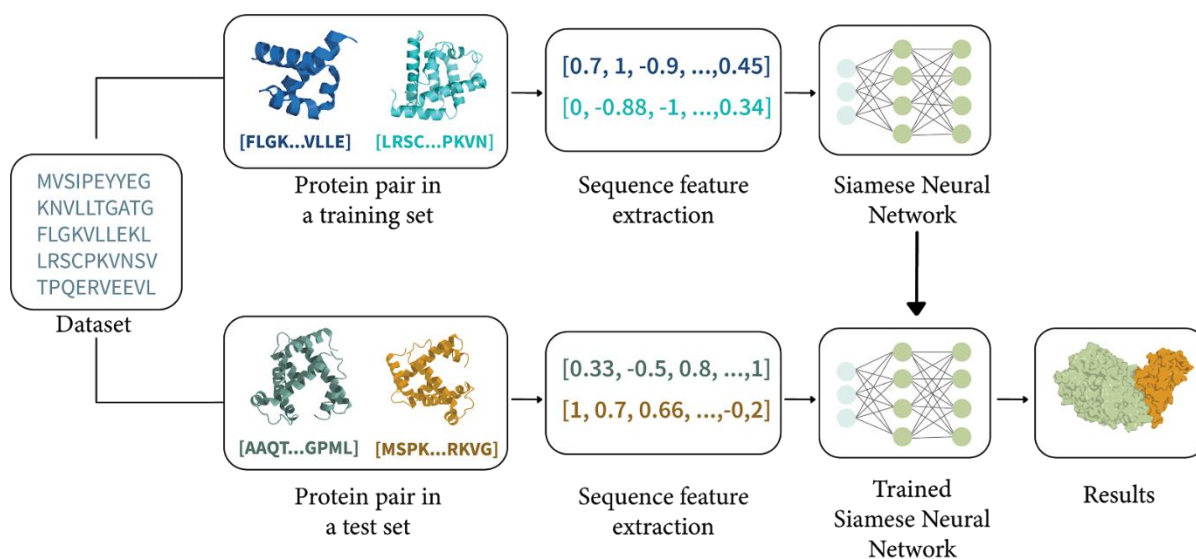 MVSIPEYYEG
KNVLLTGATG
FLGKVLLEKL
LRSCPKVNSV
TPQERVEEVL
Dataset
[FLGK...VLLE]
[LRSC...PKVN]
Protein pair in
a training set
[0.7, 1, -0.9, ...,0.45]
[0, -0.88, -1, ...,0.34]
Sequence feature
extraction
Siamese Neural
Network
[AAQT...GPML]
[MSPK...RKVG]
Protein pair in
a test set
[0.33, -0.5, 0.8, ...,1]
[1, 0.7, 0.66, ...,-0,2]
Sequence feature
extraction
Trained
Siamese Neural
Network
Results